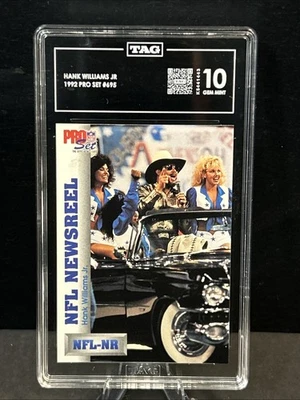 TAG
HANK WILLIAMS JR
1992 PRO SET #695
10
GEM MINT
PRO
Set
NFL NEWSREEL
Hank Williams Jr.
NFL-NR